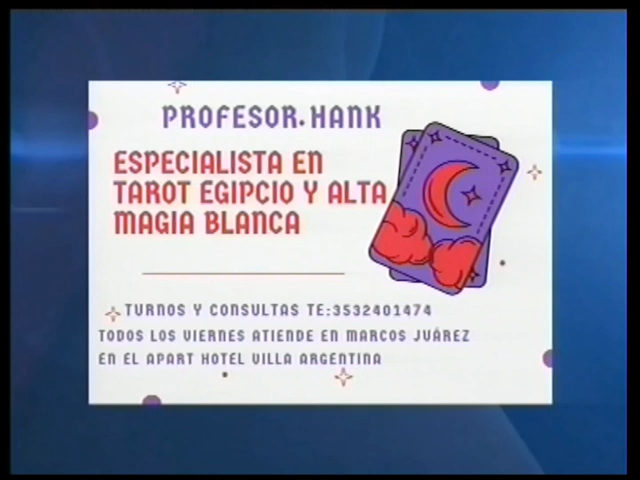 PROFESOR.HANK
ESPECIALISTA EN
TAROT EGIPCIO Y ALTA
MAGIA BLANCA
TURNOS Y CONSULTAS TE:3532401474
TODOS LOS VIERNES ATIENDE EN MARCOS JUÁREZ
EN EL APART HOTEL VILLA ARGENTINA